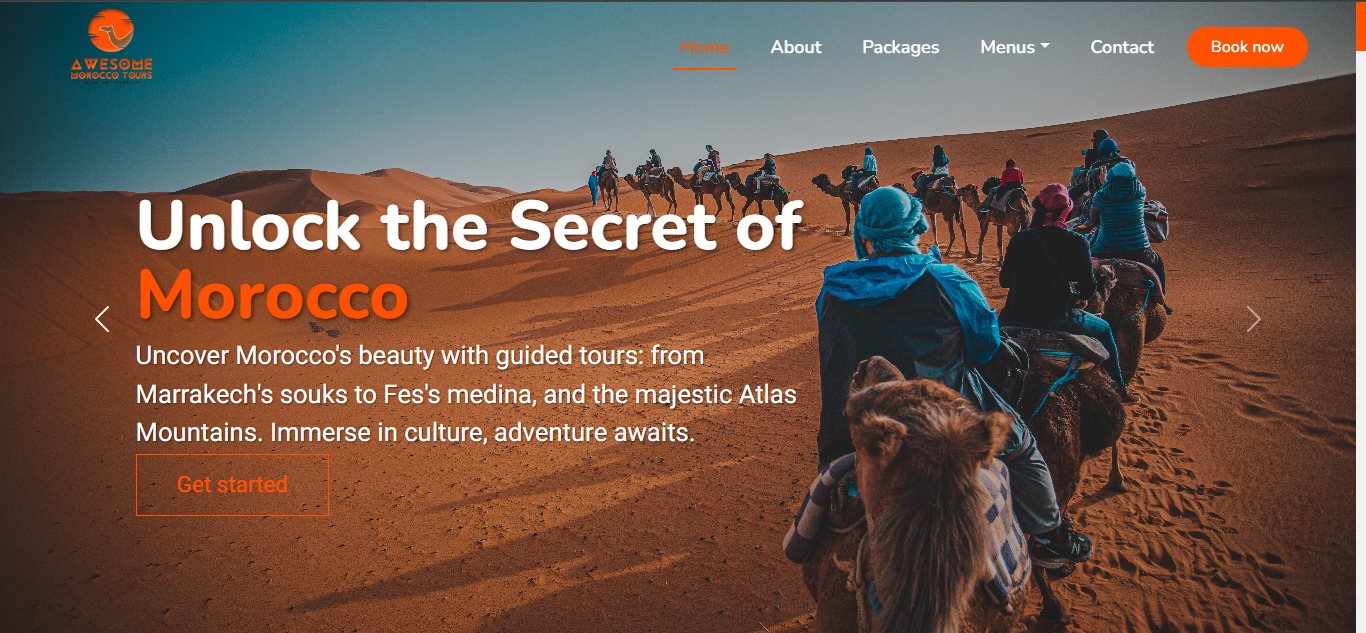 AWESOME
MOROCCO TOURS
Home About Packages Menus Contact Book now
Unlock the Secret of
Morocco
Uncover Morocco's beauty with guided tours: from
Marrakech's souks to Fes's medina, and the majestic Atlas
Mountains. Immerse in culture, adventure awaits.
Get started